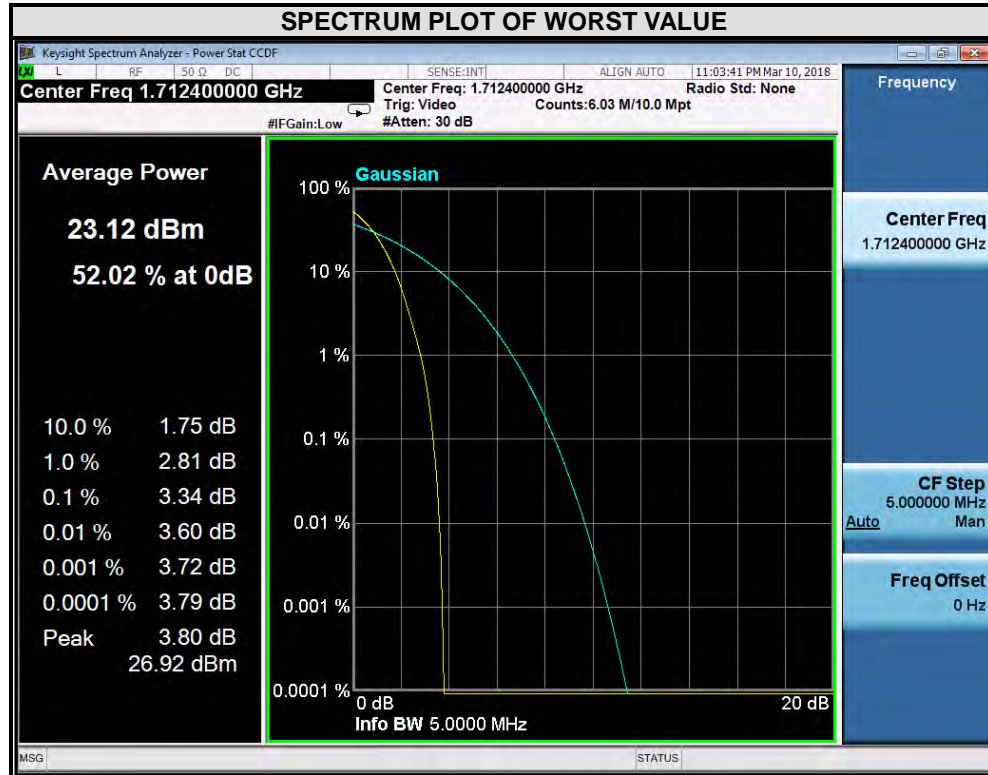 SPECTRUM PLOT OF WORST VALUE
Keysight Spectrum Analyzer - Power Stat CCDF
LXI L RF 50 Ω DC SENSE:INT ALIGN AUTO 11:03:41 PM Mar 10, 2018
Center Freq 1.712400000 GHz
Center Freq: 1.712400000 GHz Radio Std: None
Trig: Video Counts:6.03 M/10.0 Mpt
#IFGain:Low #Atten: 30 dB
Average Power
23.12 dBm
52.02 % at 0dB
10.0 % 1.75 dB
1.0 % 2.81 dB
0.1 % 3.34 dB
0.01 % 3.60 dB
0.001 % 3.72 dB
0.0001 % 3.79 dB
Peak 3.80 dB
26.92 dBm
Gaussian
100 %
10 %
1 %
0.1 %
0.01 %
0.001 %
0.0001 %
0 dB 20 dB
Info BW 5.0000 MHz
Frequency
Center Freq
1.712400000 GHz
CF Step
5.000000 MHz
Auto Man
Freq Offset
0 Hz
MSG STATUS